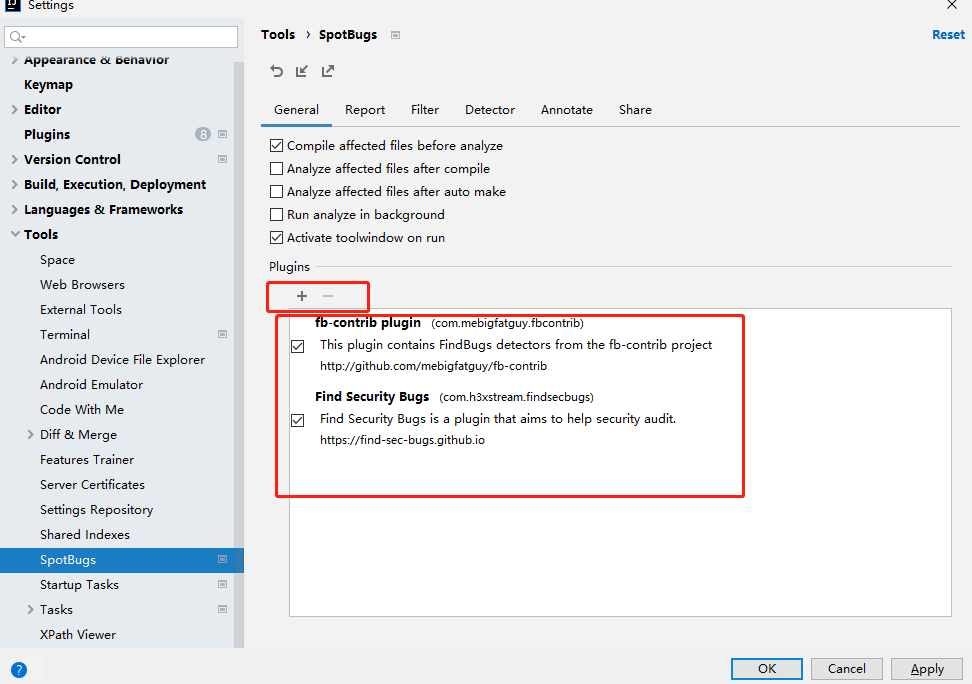 Settings
Appearance & Behavior
Keymap
Editor
Plugins 8
Version Control
Build, Execution, Deployment
Languages & Frameworks
Tools
Space
Web Browsers
External Tools
Terminal
Android Device File Explorer
Android Emulator
Code With Me
Diff & Merge
Features Trainer
Server Certificates
Settings Repository
Shared Indexes
SpotBugs
Startup Tasks
Tasks
XPath Viewer
?
Tools › SpotBugs
Reset
General Report Filter Detector Annotate Share
Compile affected files before analyze
Analyze affected files after compile
Analyze affected files after auto make
Run analyze in background
Activate toolwindow on run
Plugins
fb-contrib plugin (com.mebigfatguy.fbcontrib)
This plugin contains FindBugs detectors from the fb-contrib project
http://github.com/mebigfatguy/fb-contrib
Find Security Bugs (com.h3xstream.findsecbugs)
Find Security Bugs is a plugin that aims to help security audit.
https://find-sec-bugs.github.io
OK Cancel Apply